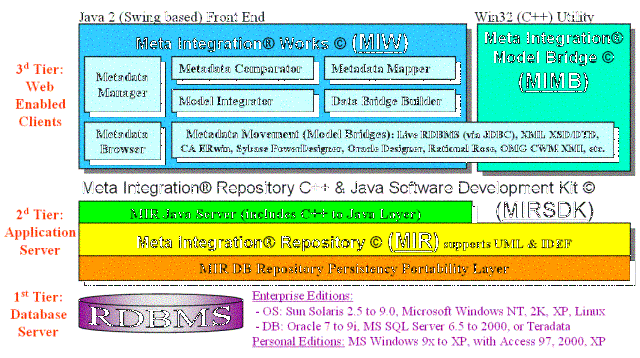 Java 2 (Swing based) Front End
Win32 (C++) Utility
3rd Tier:
Web
Enabled
Clients
Meta Integration® Works © (MIW)
Metadata
Manager
Metadata Comparator
Metadata Mapper
Model Integrator
Data Bridge Builder
Metadata
Browser
Metadata Movement (Model Bridges): Live RDBMS (via JDBC), XMIL XSD/DTD,
CA ERwin, Sybase PowerDesigner, Oracle Designer, Rational Rose, OMG CWM XMI, etc.
Meta Integration®
Model Bridge ©
(MIMB)
Meta Integration® Repository C++ & Java Software Development Kit ©
(MIRSDK)
2nd Tier:
Application
Server
MIR Java Server (includes C++ to Java Layer)
Meta Integration® Repository © (MIR) supports UML & IDEF
MIR DB Repository Persistency Portability Layer
1st Tier:
Database
Server
RDBMS
Enterprise Editions:
- OS: Sun Solaris 2.5 to 9.0, Microsoft Windows NT, 2K, XP, Linux
- DB: Oracle 7 to 9i, MS SQL Server 6.5 to 2000, or Teradata
Personal Editions: MS Windows 9x to XP, with Access 97, 2000, XP